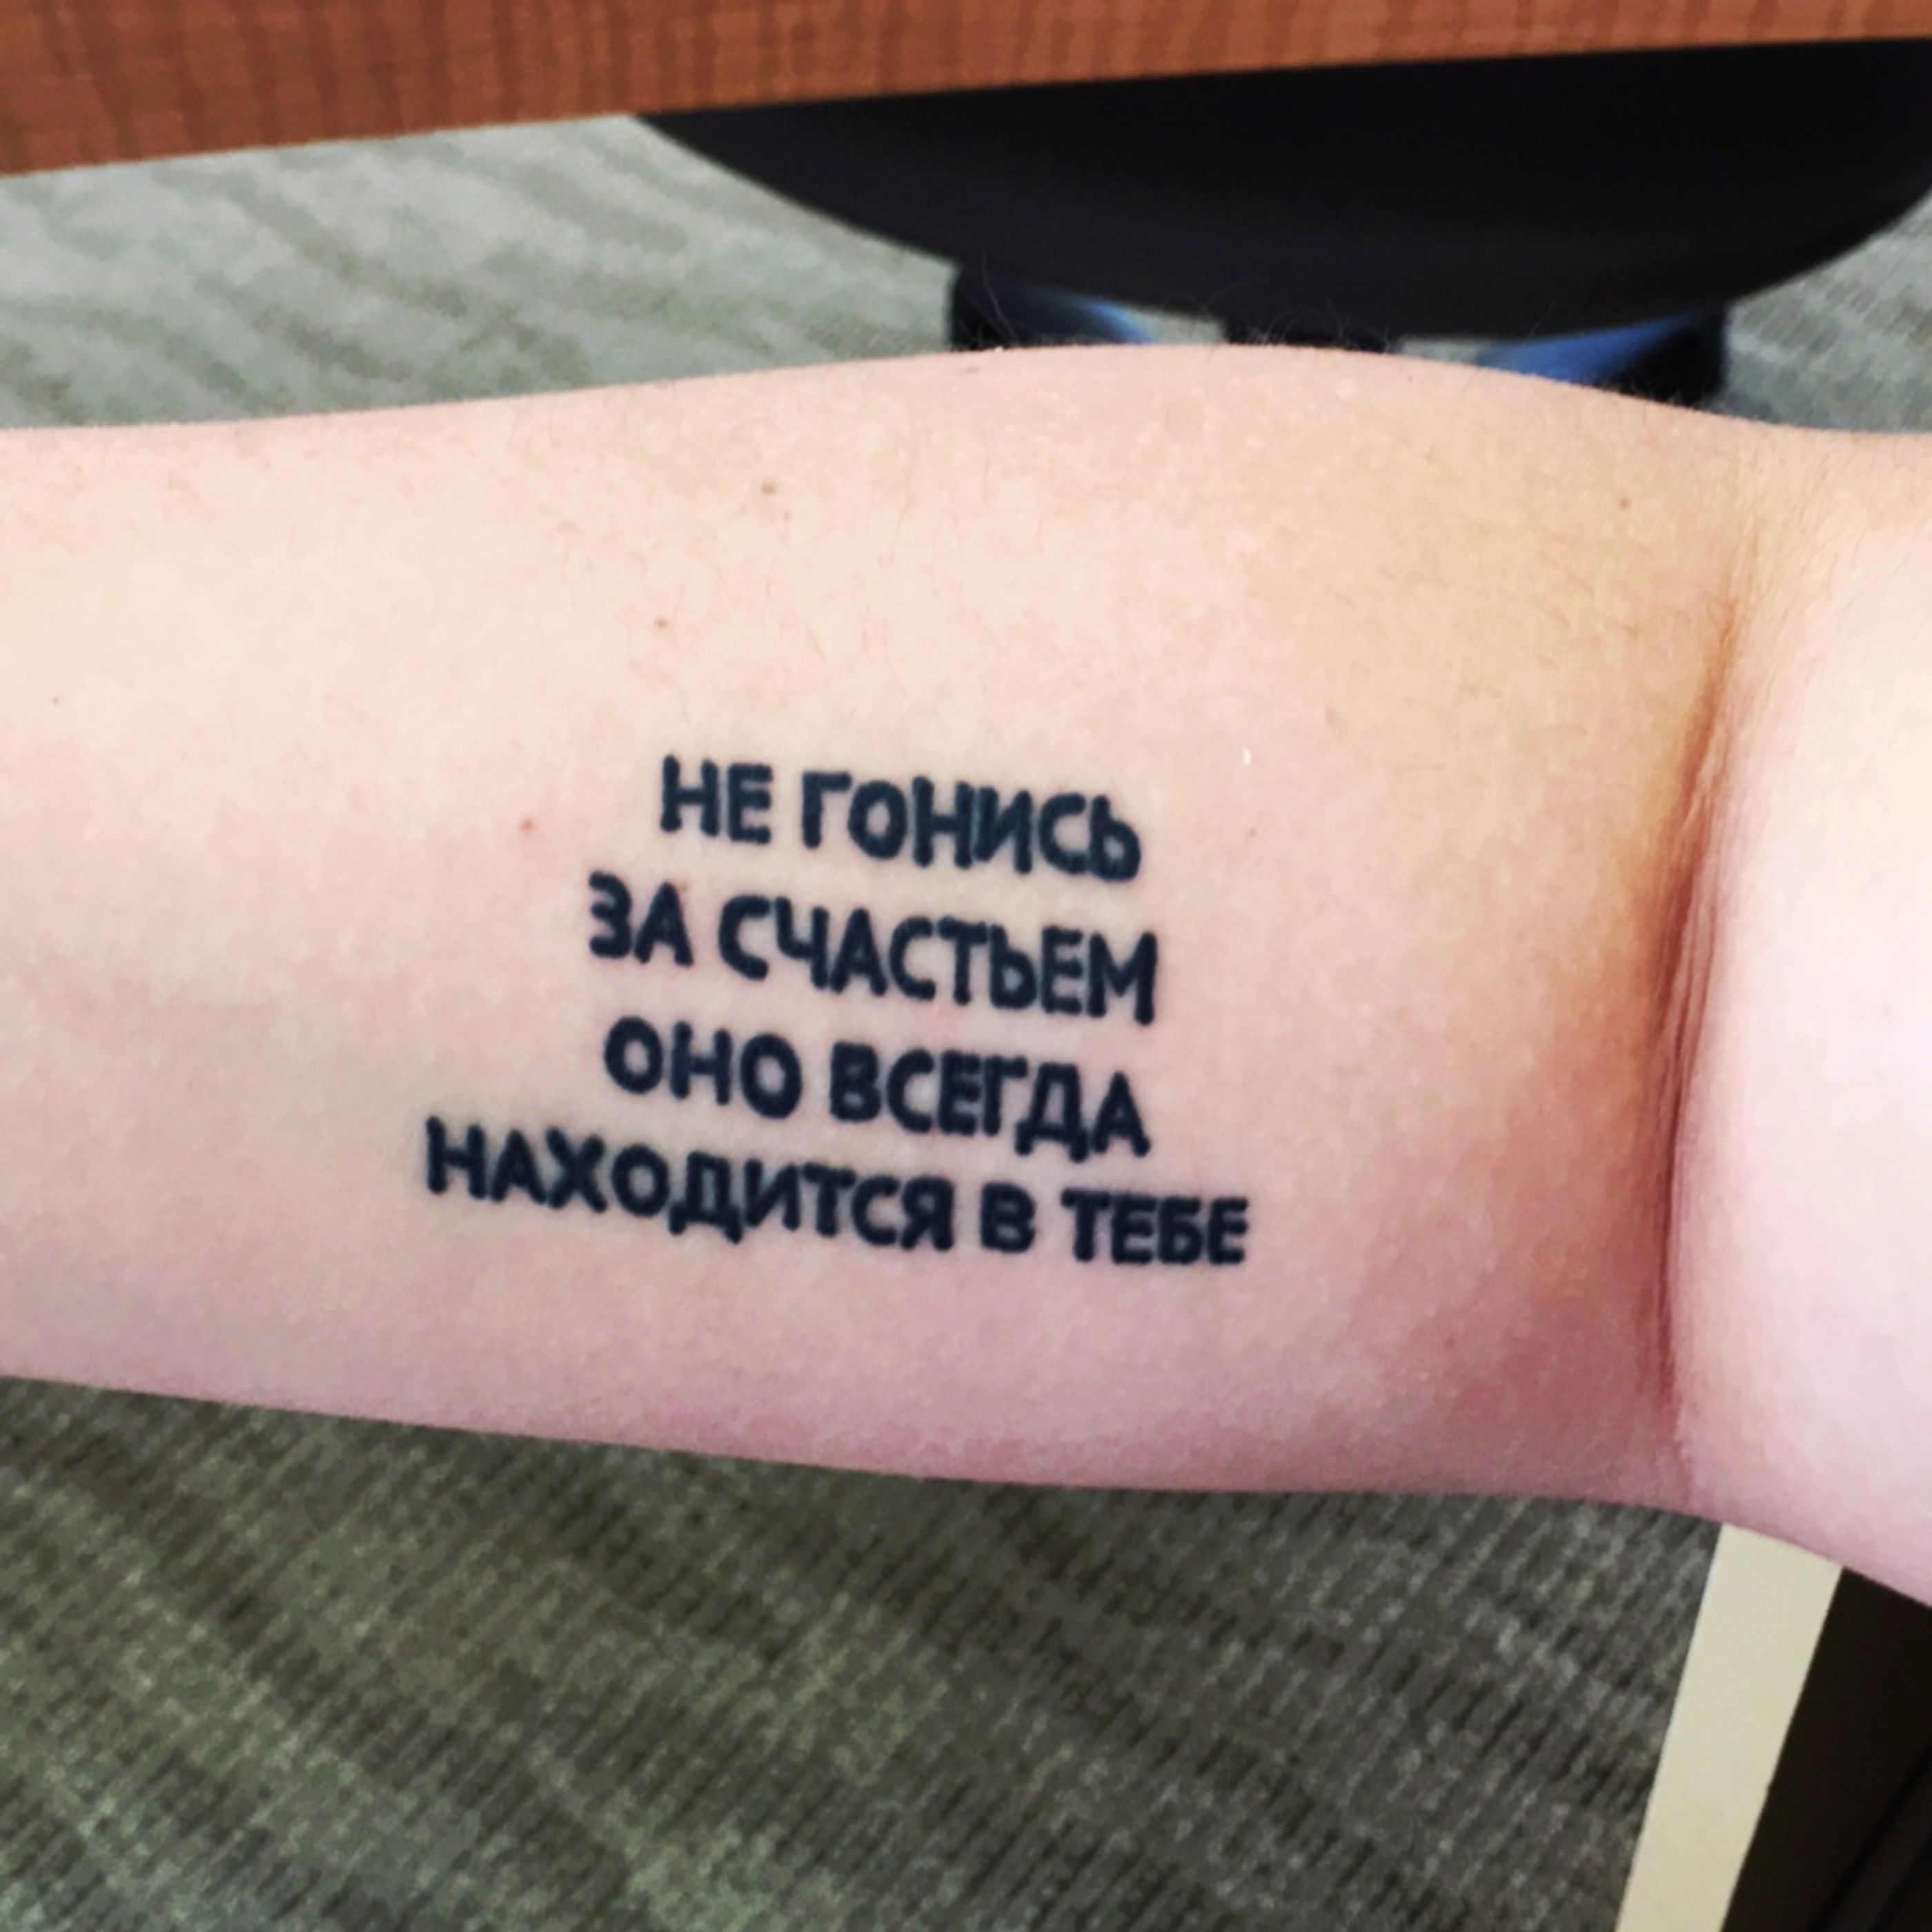 НЕ ГОНИСЬ
ЗА СЧАСТЬЕМ
ОНО ВСЕГДА
НАХОДИТСЯ В ТЕБЕ